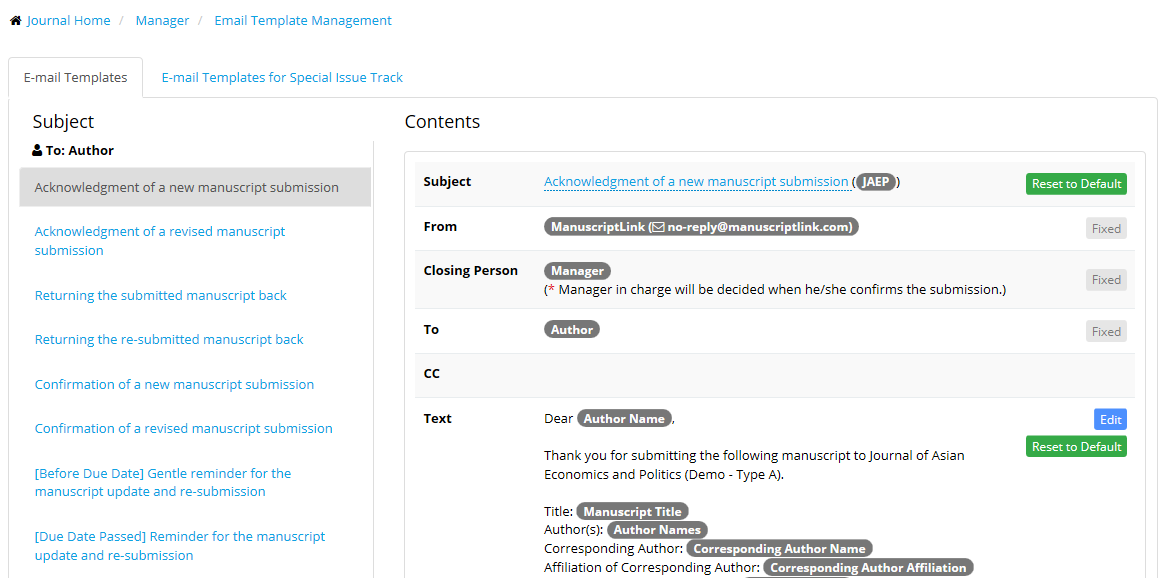 Journal Home / Manager / Email Template Management
E-mail Templates
E-mail Templates for Special Issue Track
Subject
To: Author
Acknowledgment of a new manuscript submission
Acknowledgment of a revised manuscript
submission
Returning the submitted manuscript back
Returning the re-submitted manuscript back
Confirmation of a new manuscript submission
Confirmation of a revised manuscript submission
[Before Due Date] Gentle reminder for the
manuscript update and re-submission
[Due Date Passed] Reminder for the manuscript
update and re-submission
Contents
Subject
Acknowledgment of a new manuscript submission (JAEP)
Reset to Default
From
ManuscriptLink (no-reply@manuscriptlink.com)
Fixed
Closing Person
Manager
(* Manager in charge will be decided when he/she confirms the submission.)
Fixed
To
Author
Fixed
CC
Text
Dear Author Name,
Edit
Reset to Default
Thank you for submitting the following manuscript to Journal of Asian
Economics and Politics (Demo - Type A).
Title: Manuscript Title
Author(s): Author Names
Corresponding Author: Corresponding Author Name
Affiliation of Corresponding Author: Corresponding Author Affiliation